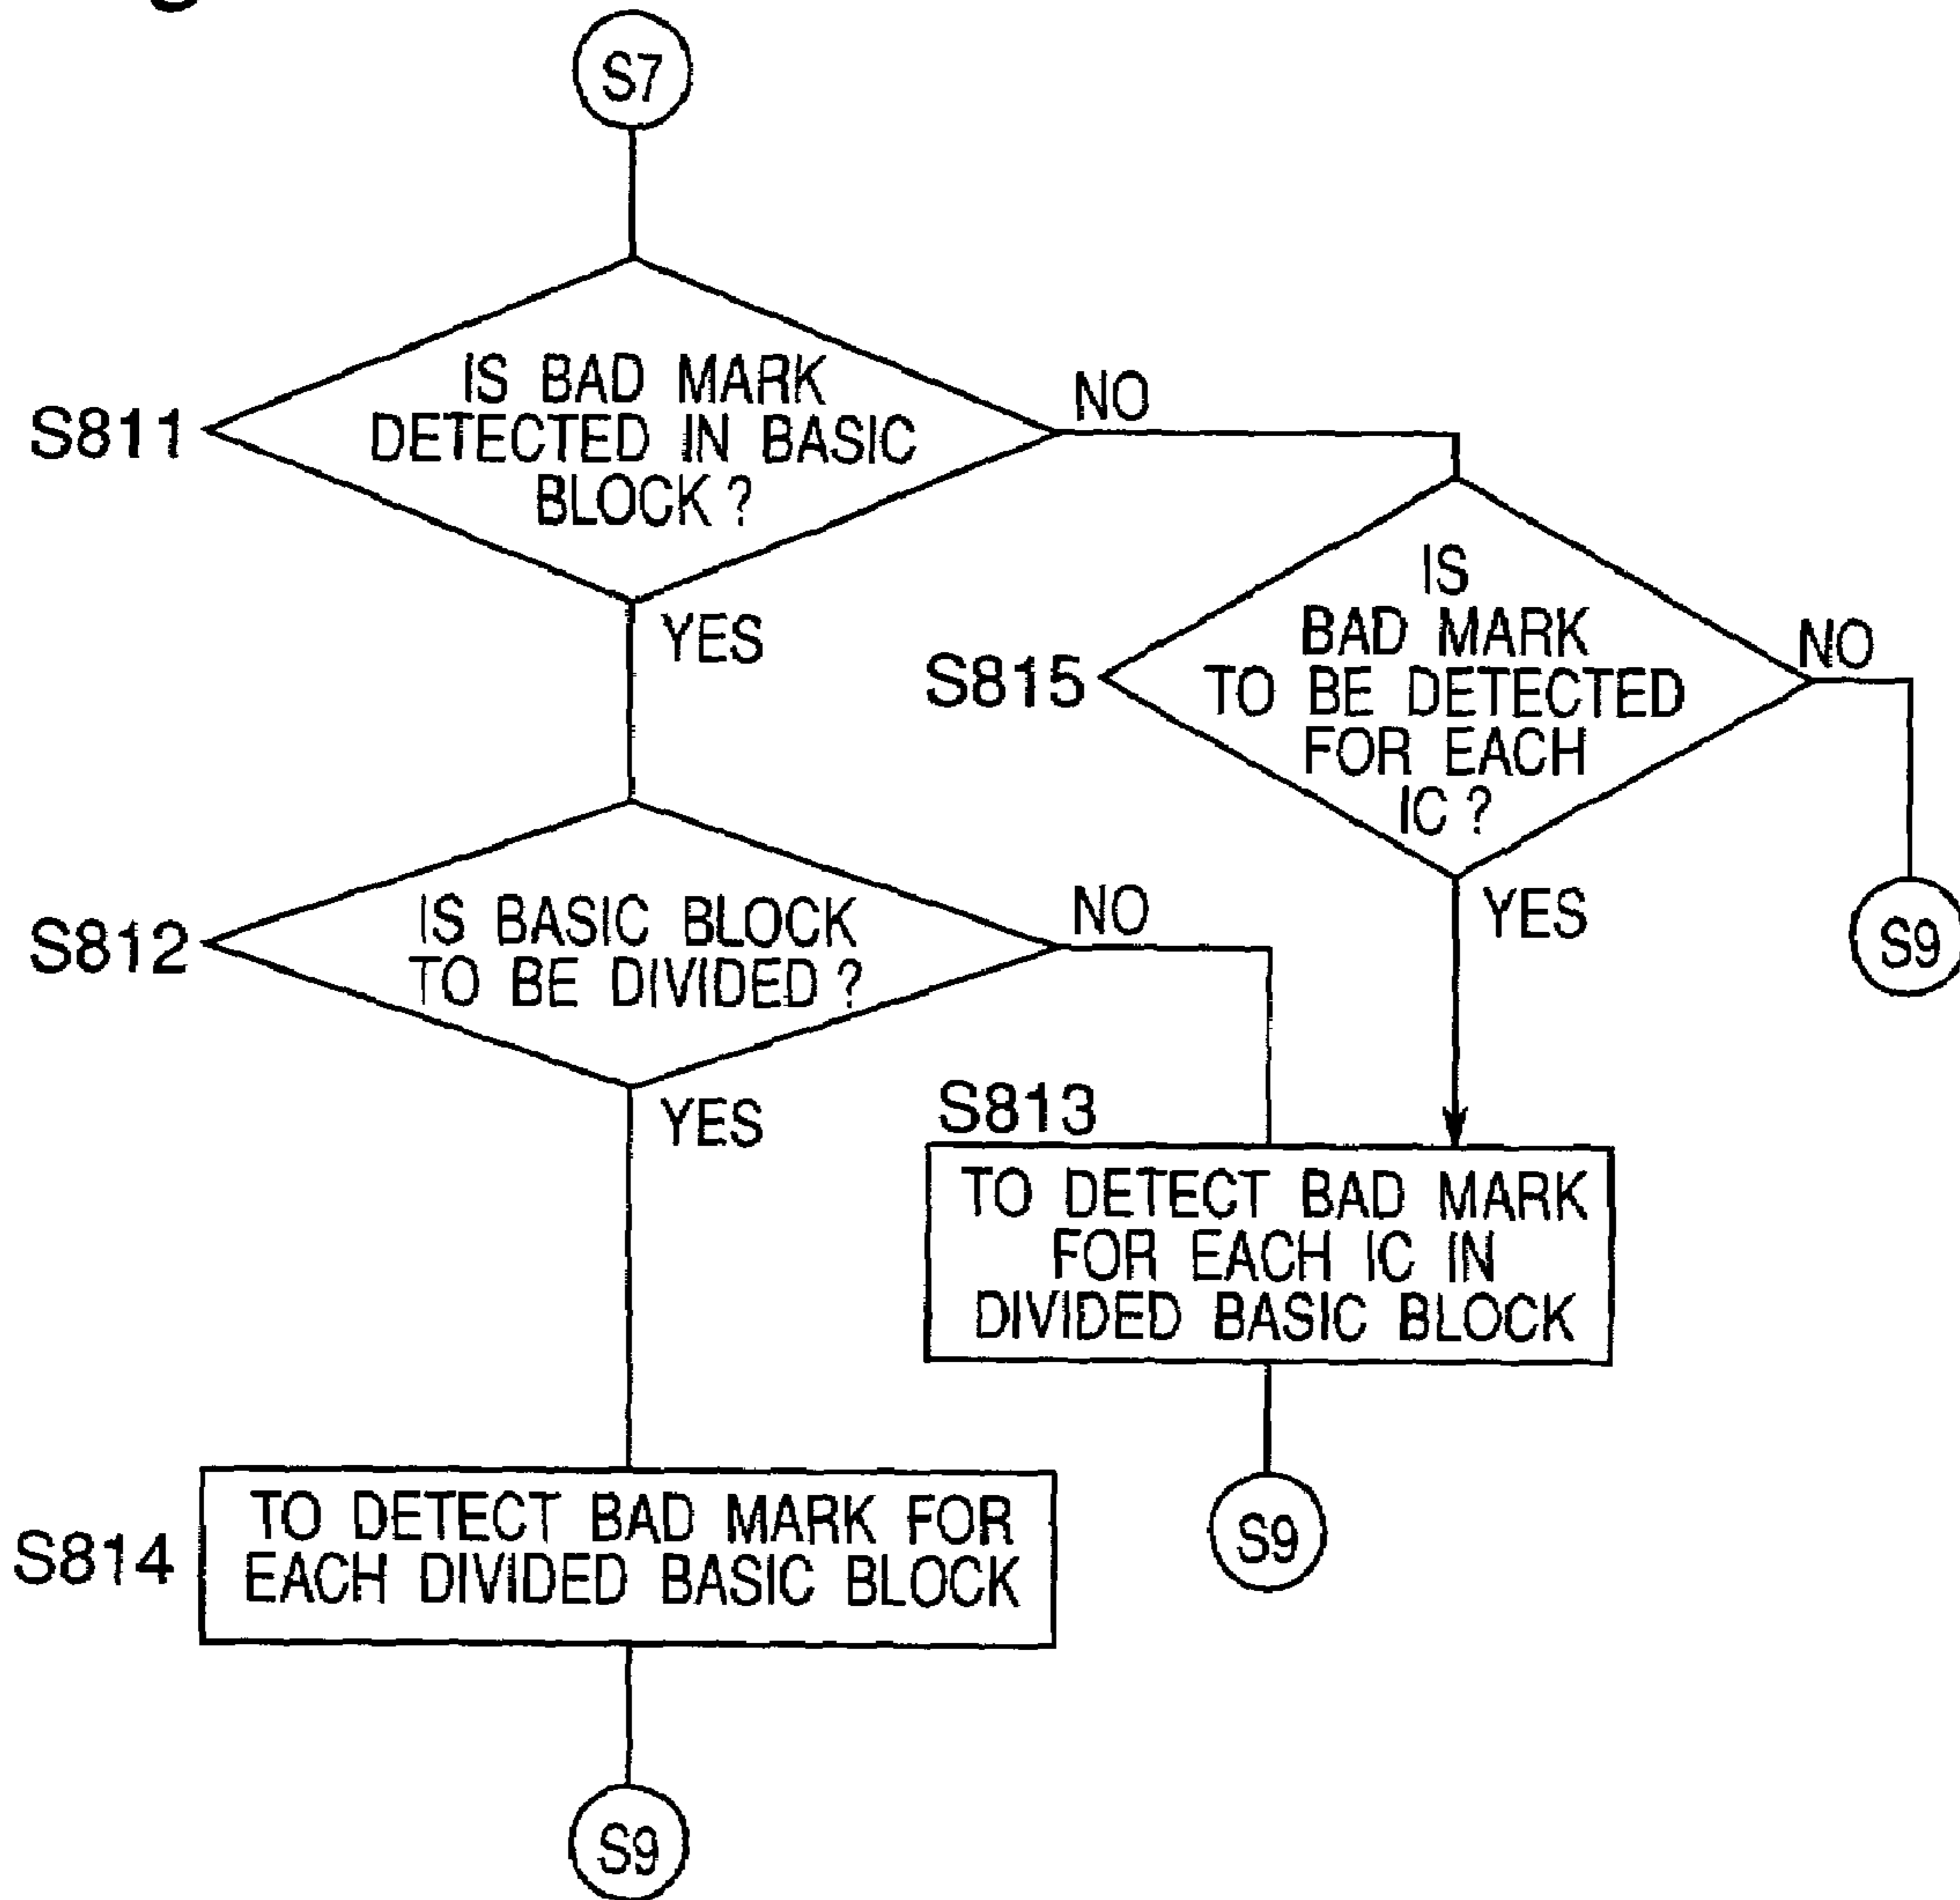 S7
IS BAD MARK
DETECTED IN BASIC
BLOCK?
S811
NO
YES
IS
BAD MARK
TO BE DETECTED
FOR EACH
IC?
S815
NO
YES
S9
IS BASIC BLOCK
TO BE DIVIDED?
S812
NO
YES
S813
TO DETECT BAD MARK
FOR EACH IC IN
DIVIDED BASIC BLOCK
S9
S814
TO DETECT BAD MARK FOR
EACH DIVIDED BASIC BLOCK
S9